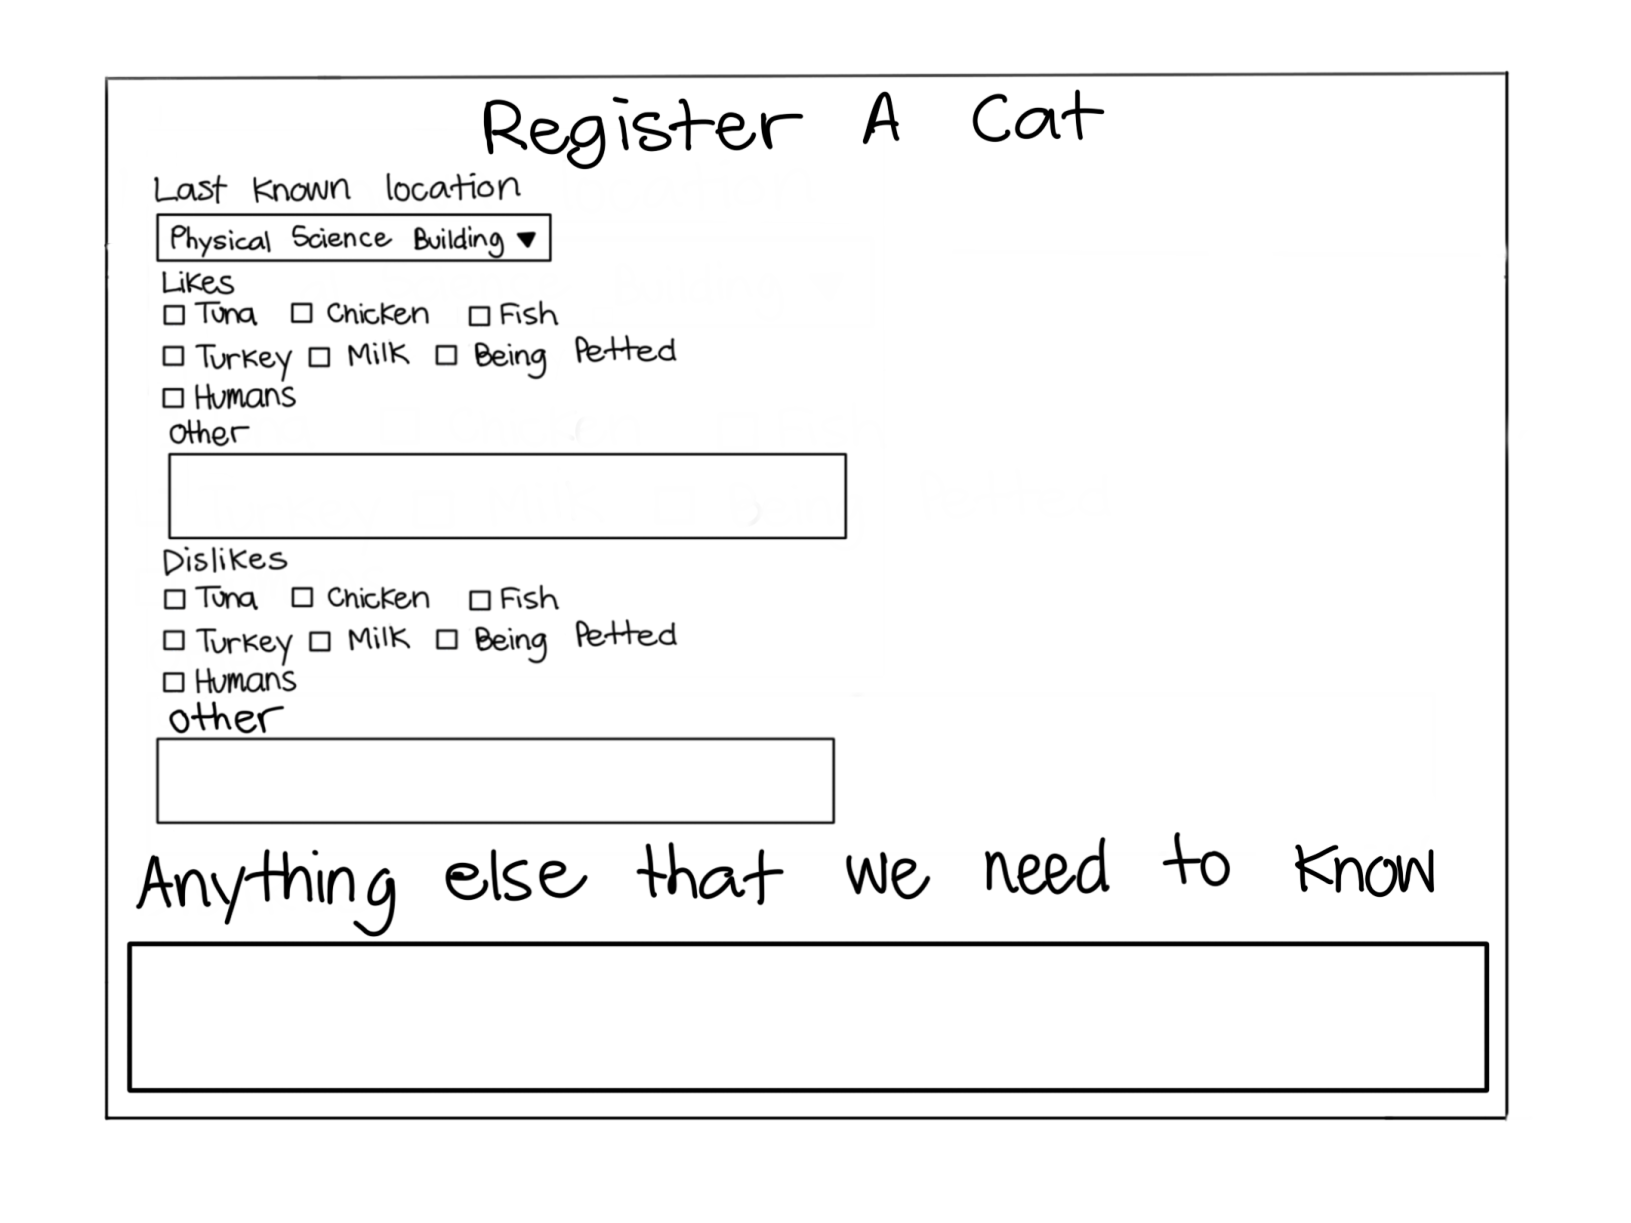 Register A Cat
Last Known location
Physical Science Building
Likes
Tuna Chicken Fish
Turkey Milk Being Petted
Humans
other
Dislikes
Tuna Chicken Fish
Turkey Milk Being Petted
Humans
other
Anything else that we need to Know